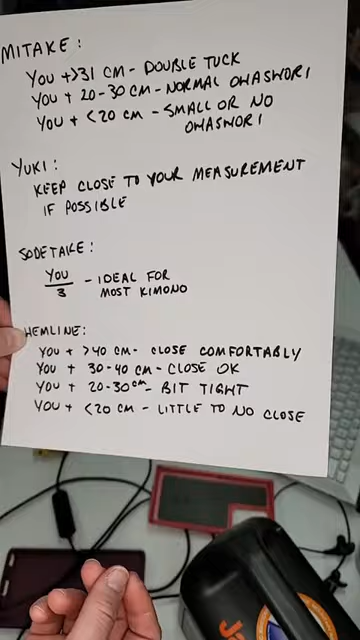 MITAKE:
YOU + >31 CM - DOUBLE TUCK
YOU + 20-30 CM - NORMAL OHASHORI
YOU + <20 CM - SMALL OR NO
OHASHORI
YUKI:
KEEP CLOSE TO YOUR MEASUREMENT
IF POSSIBLE
SODETAKE:
YOU
3
- IDEAL FOR
MOST KIMONO
HEMLINE:
YOU + >40 CM - CLOSE COMFORTABLY
YOU + 30-40 CM - CLOSE OK
YOU + 20-30 CM - BIT TIGHT
YOU + <20 CM - LITTLE TO NO CLOSE